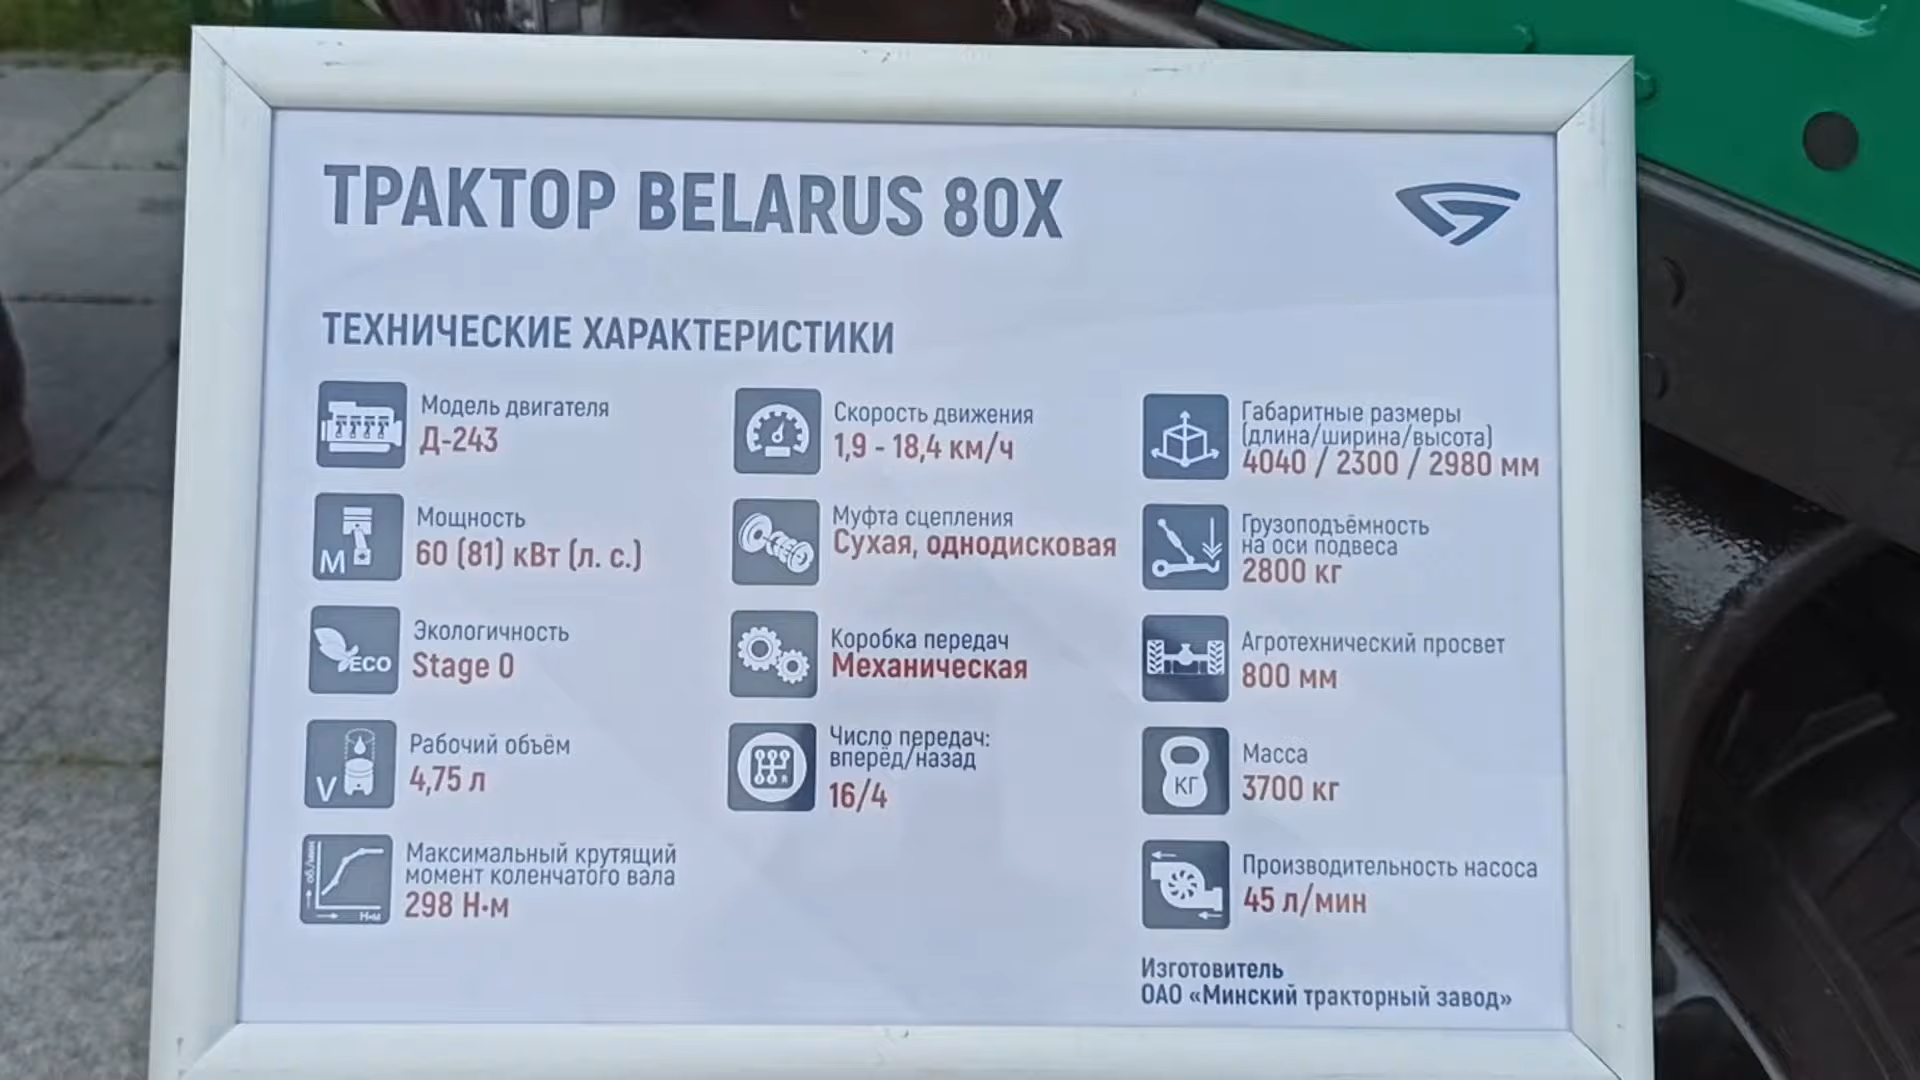 ТРАКТОР BELARUS 80X
ТЕХНИЧЕСКИЕ ХАРАКТЕРИСТИКИ
Модель двигателя
Д-243
M
Мощность
60 (81) кВт (л. с.)
ECO
Экологичность
Stage 0
V
Рабочий объём
4,75 л
об./мин
Н•м
Максимальный крутящий
момент коленчатого вала
298 Н•м
Скорость движения
1,9 - 18,4 км/ч
Муфта сцепления
Сухая, однодисковая
Коробка передач
Механическая
R
Число передач:
вперёд/назад
16/4
Габаритные размеры
(длина/ширина/высота)
4040 / 2300 / 2980 мм
Грузоподъёмность
на оси подвеса
2800 кг
Агротехнический просвет
800 мм
КГ
Масса
3700 кг
Производительность насоса
45 л/мин
Изготовитель
ОАО «Минский тракторный завод»